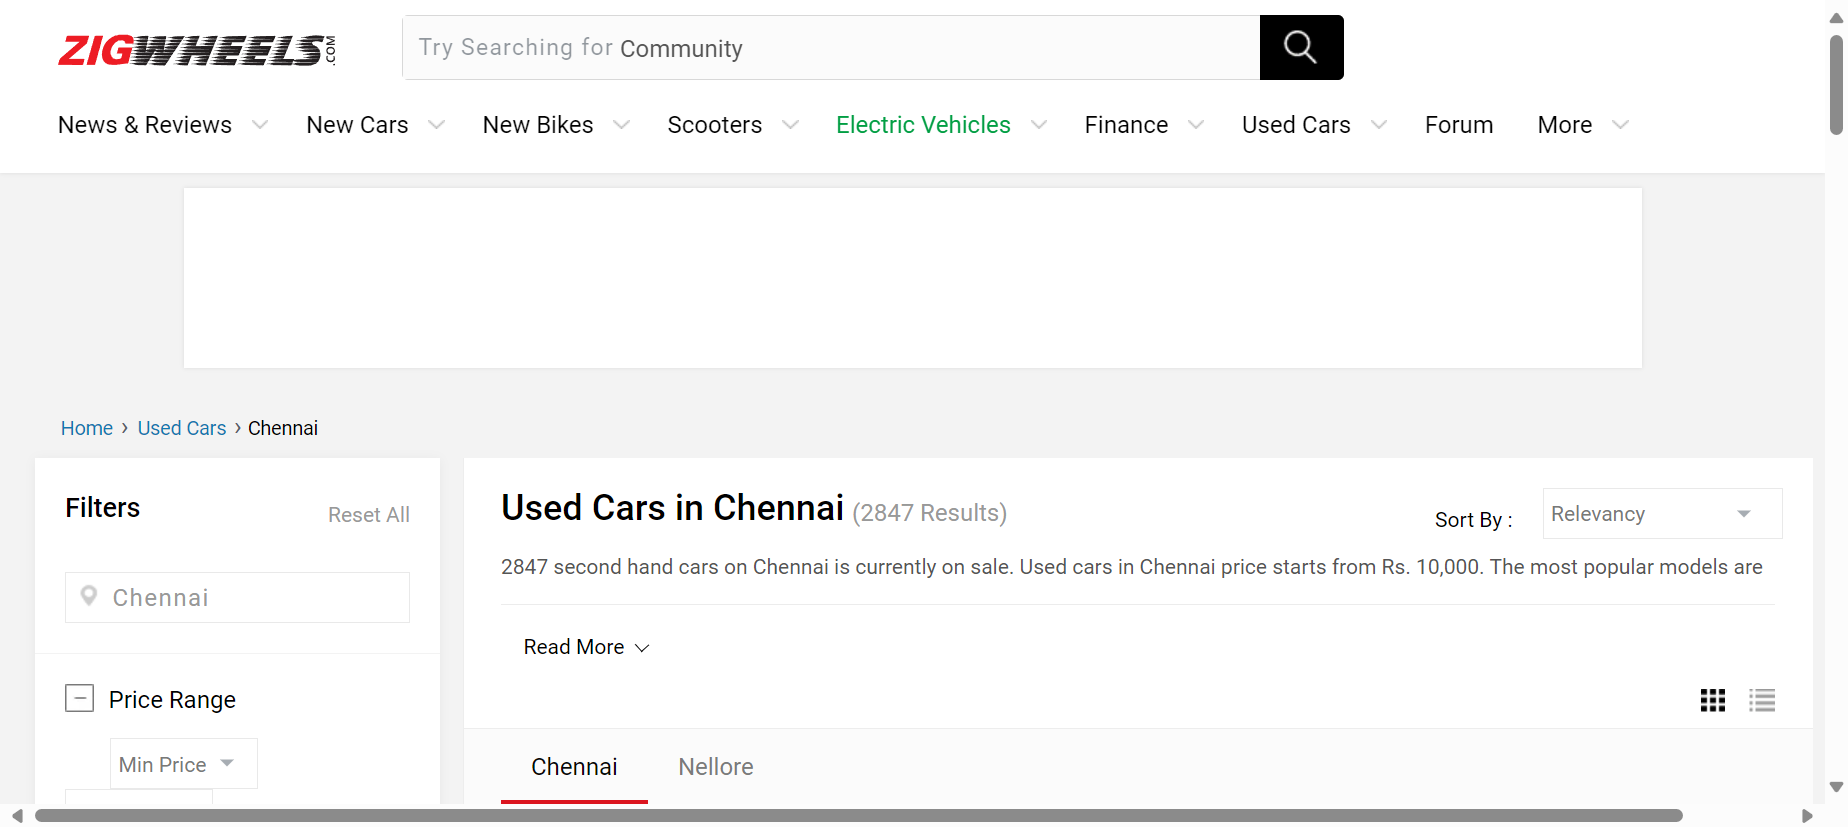 ZIGWHEELS.COM
Try Searching for Community
News & Reviews New Cars New Bikes Scooters Electric Vehicles Finance Used Cars Forum More
Home › Used Cars › Chennai
Filters
Reset All
Chennai
Price Range
Min Price
Used Cars in Chennai (2847 Results)
Sort By :
Relevancy
2847 second hand cars on Chennai is currently on sale. Used cars in Chennai price starts from Rs. 10,000. The most popular models are
Read More
Chennai Nellore